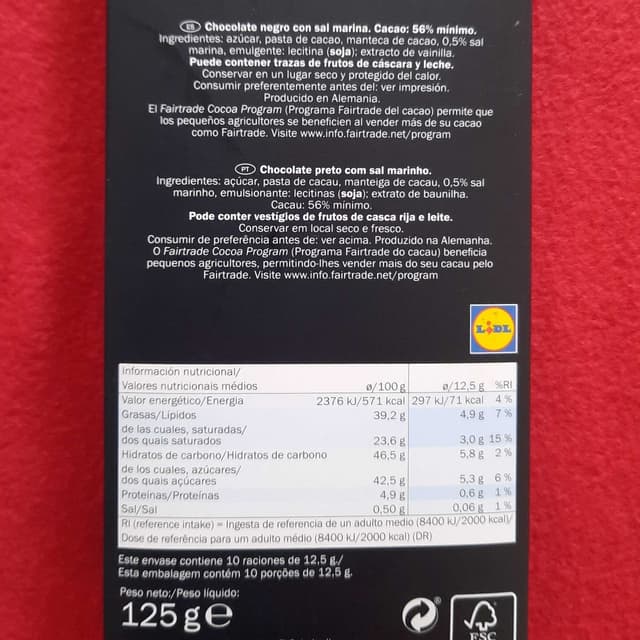 ES Chocolate negro con sal marina. Cacao: 56% mínimo.
Ingredientes: azúcar, pasta de cacao, manteca de cacao, 0,5% sal
marina, emulgente: lecitina (soja); extracto de vainilla.
Puede contener trazas de frutos de cáscara y leche.
Conservar en un lugar seco y protegido del calor.
Consumir preferentemente antes del: ver impresión.
Producido en Alemania.
El Fairtrade Cocoa Program (Programa Fairtrade del cacao) permite que
los pequeños agricultores se beneficien al vender más de su cacao
como Fairtrade. Visite www.info.fairtrade.net/program
PT Chocolate preto com sal marinho.
Ingredientes: açúcar, pasta de cacau, manteiga de cacau, 0,5% sal
marinho, emulsionante: lecitinas (soja); extrato de baunilha.
Cacau: 56% mínimo.
Pode conter vestígios de frutos de casca rija e leite.
Conservar em local seco e fresco.
Consumir de preferência antes de: ver acima. Produzido na Alemanha.
O Fairtrade Cocoa Program (Programa Fairtrade do cacau) beneficia
pequenos agricultores, permitindo-lhes vender mais do seu cacau pelo
Fairtrade. Visite www.info.fairtrade.net/program
LIDL
Información nutricional/
Valores nutricionais médios ø/100 g ø/12,5 g %RI
Valor energético/Energia 2376 kJ/571 kcal 297 kJ/71 kcal 4 %
Grasas/Lípidos 39,2 g 4,9 g 7 %
de las cuales, saturadas/
dos quais saturados 23,6 g 3,0 g 15 %
Hidratos de carbono/Hidratos de carbono 46,5 g 5,8 g 2 %
de los cuales, azúcares/
dos quais açúcares 42,5 g 5,3 g 6 %
Proteínas/Proteínas 4,9 g 0,6 g 1 %
Sal/Sal 0,50 g 0,06 g 1 %
RI (reference intake) = Ingesta de referencia de un adulto medio (8400 kJ/2000 kcal)/
Dose de referência para um adulto médio (8400 kJ/2000 kcal) (DR)
Este envase contiene 10 raciones de 12,5 g./
Esta embalagem contém 10 porções de 12,5 g.
Peso neto:/Peso líquido:
125 g e
FSC